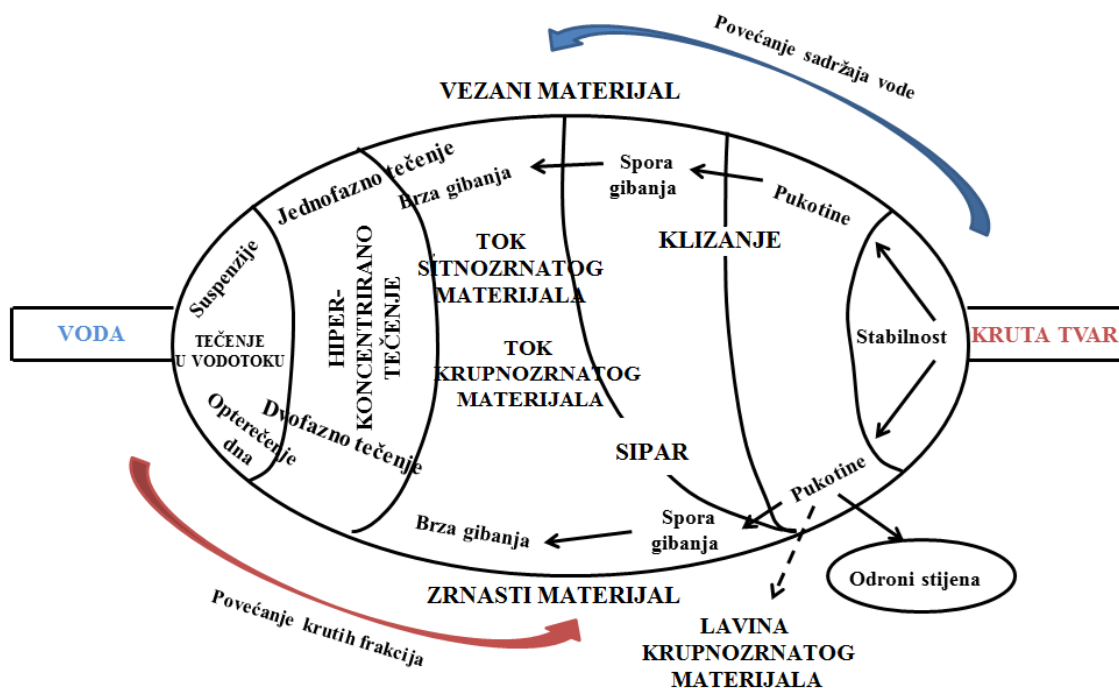 Povećanje sadržaja vode
VEZANI MATERIJAL
Jednofazno tečenje
Brza gibanja
Spora
gibanja
Pukotine
Suspenzije
TOK
SITNOZRNATOG
MATERIJALA
KLIZANJE
HIPER-
KONCENTRIRANO
TEČENJE
VODA
TEČENJE
U VODOTOKU
Stabilnost
KRUTA TVAR
TOK
KRUPNOZRNATOG
MATERIJALA
Opterečenje
dna
Dvofazno tečenje
SIPAR
Pukotine
Brza gibanja
Spora
gibanja
Odroni stijena
ZRNASTI MATERIJAL
Povećanje krutih frakcija
LAVINA
KRUPNOZRNATOG
MATERIJALA